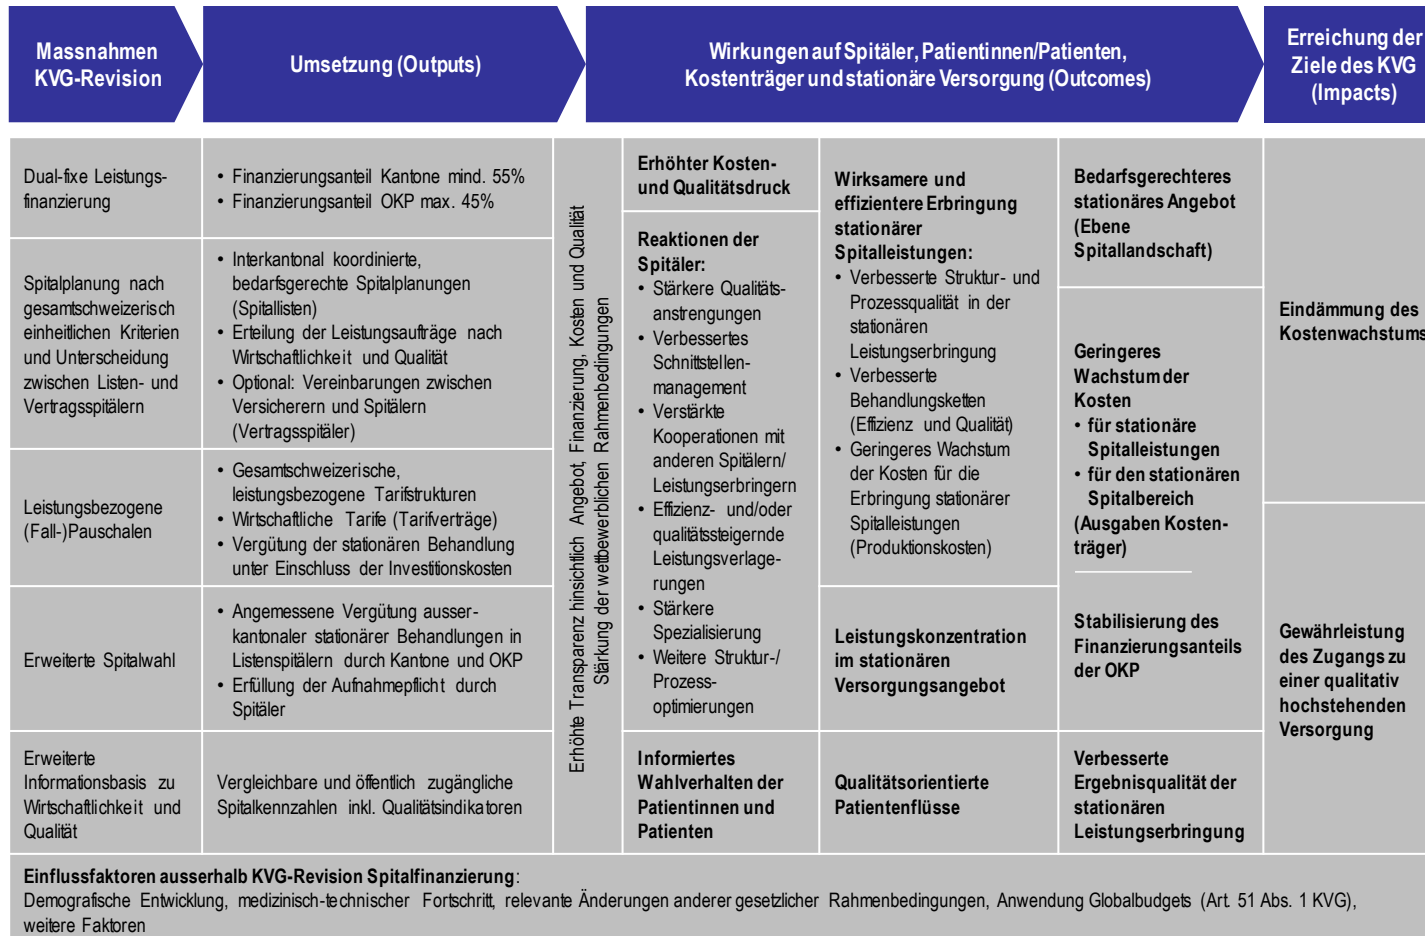 Massnahmen
KVG-Revision
Umsetzung (Outputs)
Wirkungen auf Spitäler, Patientinnen/Patienten,
Kostenträger und stationäre Versorgung (Outcomes)
Erreichung der
Ziele des KVG
(Impacts)
Dual-fixe Leistungs-
finanzierung
• Finanzierungsanteil Kantone mind. 55%
• Finanzierungsanteil OKP max. 45%
Spitalplanung nach
gesamtschweizerisch
einheitlichen Kriterien
und Unterscheidung
zwischen Listen- und
Vertragsspitälern
• Interkantonal koordinierte,
bedarfsgerechte Spitalplanungen
(Spitallisten)
• Erteilung der Leistungsaufträge nach
Wirtschaftlichkeit und Qualität
• Optional: Vereinbarungen zwischen
Versicherern und Spitälern
(Vertragsspitäler)
Leistungsbezogene
(Fall-)Pauschalen
• Gesamtschweizerische,
leistungsbezogene Tarifstrukturen
• Wirtschaftliche Tarife (Tarifverträge)
• Vergütung der stationären Behandlung
unter Einschluss der Investitionskosten
Erweiterte Spitalwahl
• Angemessene Vergütung ausser-
kantonaler stationärer Behandlungen in
Listenspitälern durch Kantone und OKP
• Erfüllung der Aufnahmepflicht durch
Spitäler
Erweiterte
Informationsbasis zu
Wirtschaftlichkeit und
Qualität
Vergleichbare und öffentlich zugängliche
Spitalkennzahlen inkl. Qualitätsindikatoren
Erhöhte Transparenz hinsichtlich Angebot, Finanzierung, Kosten und Qualität
Stärkung der wettbewerblichen Rahmenbedingungen
Erhöhter Kosten-
und Qualitätsdruck
Reaktionen der
Spitäler:
• Stärkere Qualitäts-
anstrengungen
• Verbessertes
Schnittstellen-
management
• Verstärkte
Kooperationen mit
anderen Spitälern/
Leistungserbringern
• Effizienz- und/oder
qualitätssteigernde
Leistungsverlage-
rungen
• Stärkere
Spezialisierung
• Weitere Struktur-/
Prozess-
optimierungen
Informiertes
Wahlverhalten der
Patientinnen und
Patienten
Wirksamere und
effizientere Erbringung
stationärer
Spitalleistungen:
• Verbesserte Struktur- und
Prozessqualität in der
stationären
Leistungserbringung
• Verbesserte
Behandlungsketten
(Effizienz und Qualität)
• Geringeres Wachstum
der Kosten für die
Erbringung stationärer
Spitalleistungen
(Produktionskosten)
Leistungskonzentration
im stationären
Versorgungsangebot
Qualitätsorientierte
Patientenflüsse
Bedarfsgerechteres
stationäres Angebot
(Ebene
Spitallandschaft)
Geringeres
Wachstum der
Kosten
• für stationäre
Spitalleistungen
• für den stationären
Spitalbereich
(Ausgaben Kosten-
träger)
Stabilisierung des
Finanzierungsanteils
der OKP
Verbesserte
Ergebnisqualität der
stationären
Leistungserbringung
Eindämmung des
Kostenwachstums
Gewährleistung
des Zugangs zu
einer qualitativ
hochstehenden
Versorgung
Einflussfaktoren ausserhalb KVG-Revision Spitalfinanzierung:
Demografische Entwicklung, medizinisch-technischer Fortschritt, relevante Änderungen anderer gesetzlicher Rahmenbedingungen, Anwendung Globalbudgets (Art. 51 Abs. 1 KVG),
weitere Faktoren